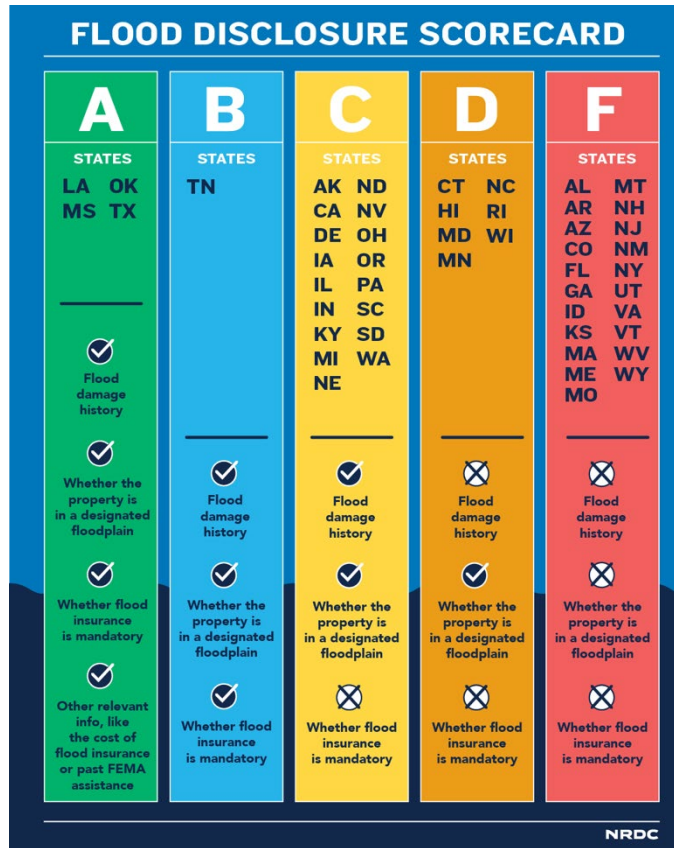 FLOOD DISCLOSURE SCORECARD
A
STATES
LA OK
MS TX
Flood
damage
history
Whether the
property is
in a designated
floodplain
Whether flood
insurance
is mandatory
Other relevant
info, like
the cost of
flood insurance
or past FEMA
assistance
B
STATES
TN
Flood
damage
history
Whether the
property is
in a designated
floodplain
Whether flood
insurance
is mandatory
C
STATES
AK ND
CA NV
DE OH
IA OR
IL PA
IN SC
KY SD
MI WA
NE
Flood
damage
history
Whether the
property is
in a designated
floodplain
Whether flood
insurance
is mandatory
D
STATES
CT NC
HI RI
MD WI
MN
Flood
damage
history
Whether the
property is
in a designated
floodplain
Whether flood
insurance
is mandatory
F
STATES
AL MT
AR NH
AZ NJ
CO NM
FL NY
GA UT
ID VA
KS VT
MA WV
ME WY
MO
Flood
damage
history
Whether the
property is
in a designated
floodplain
Whether flood
insurance
is mandatory
NRDC